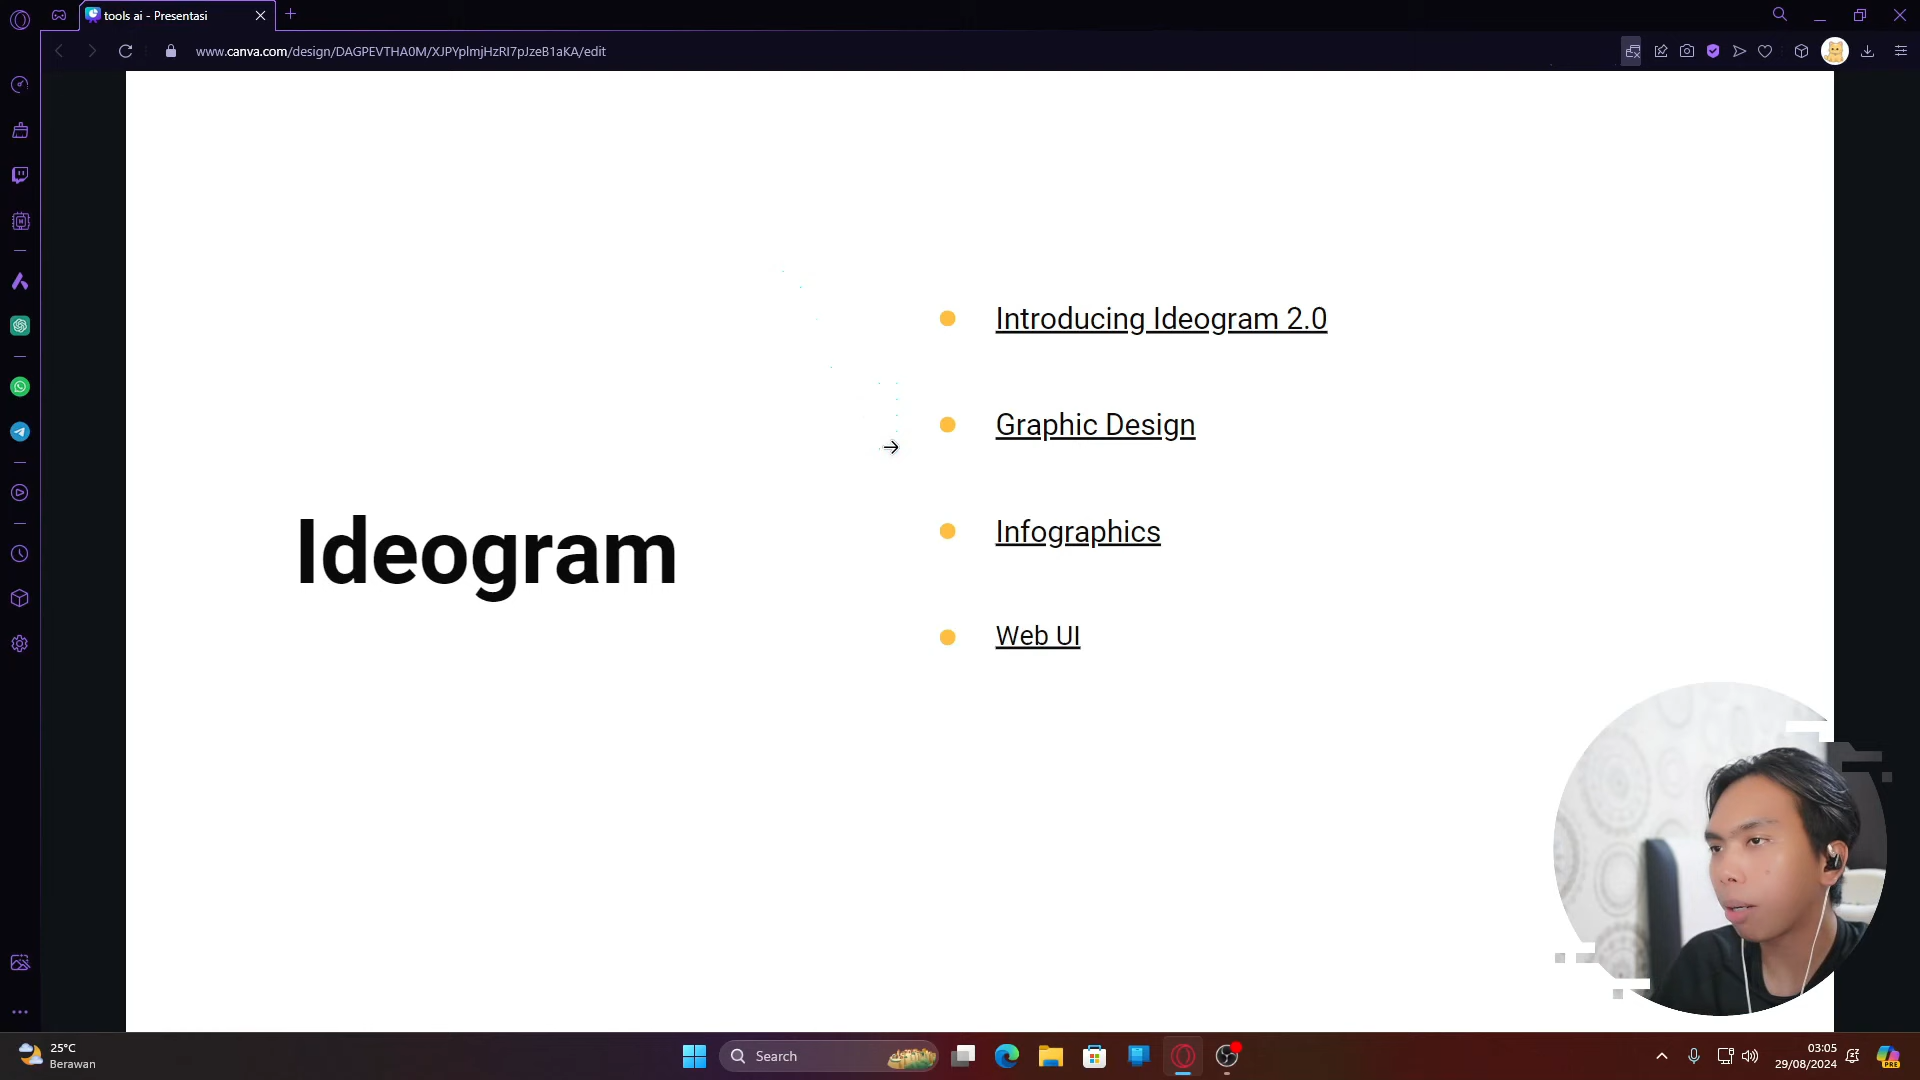 tools ai - Presentasi
www.canva.com/design/DAGPEVTHA0M/XJPYplmjHzRI7pJzeB1aKA/edit
Introducing Ideogram 2.0
Graphic Design
Ideogram
Infographics
Web UI
25°C
Berawan
Search
03:05
29/08/2024
PRE